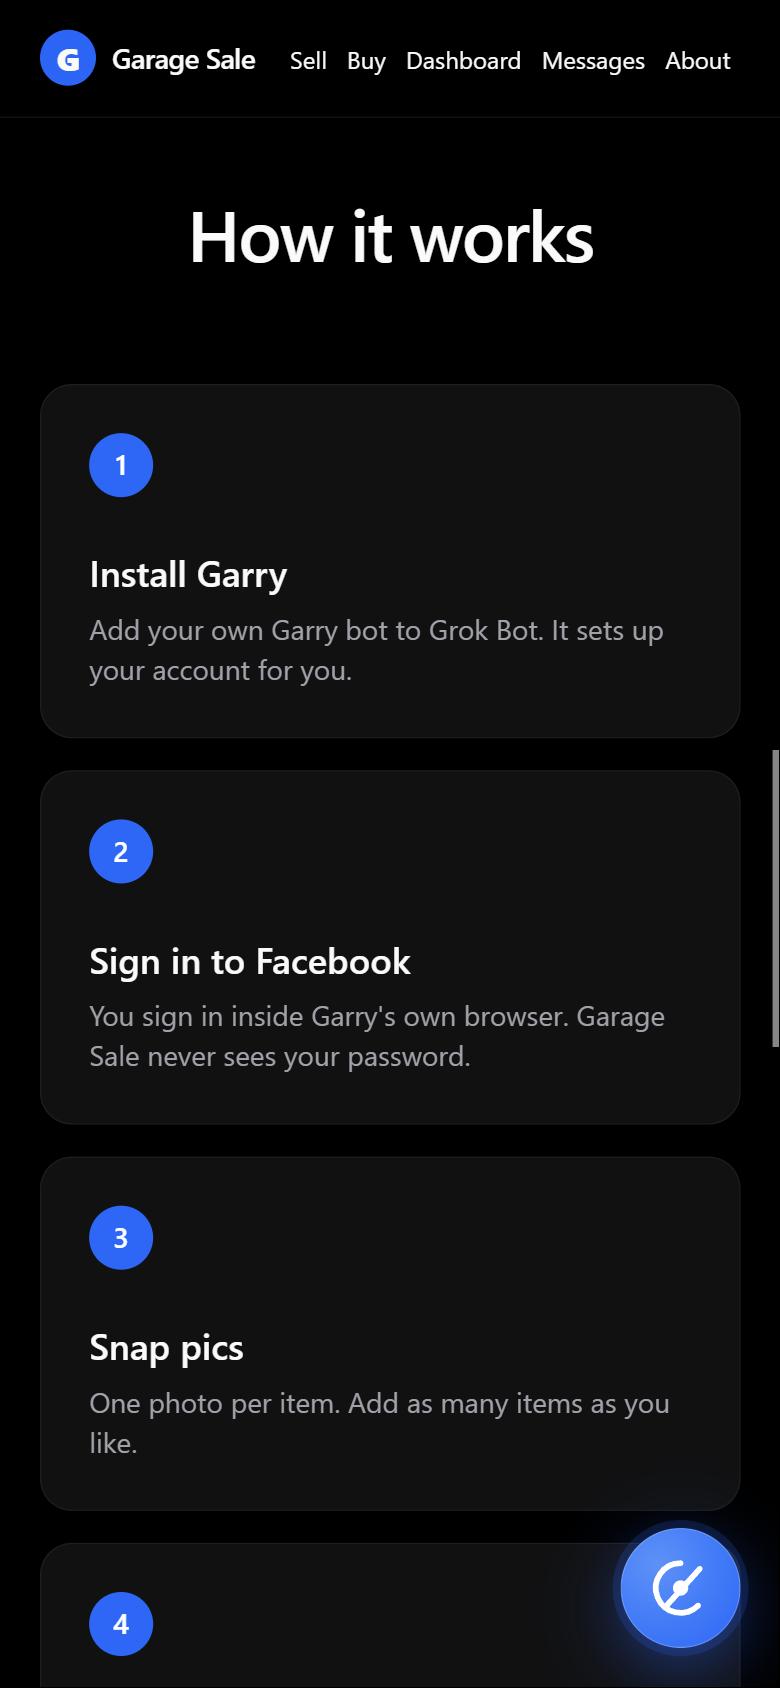 G Garage Sale Sell Buy Dashboard Messages About
How it works
1
Install Garry
Add your own Garry bot to Grok Bot. It sets up
your account for you.
2
Sign in to Facebook
You sign in inside Garry's own browser. Garage
Sale never sees your password.
3
Snap pics
One photo per item. Add as many items as you
like.
4